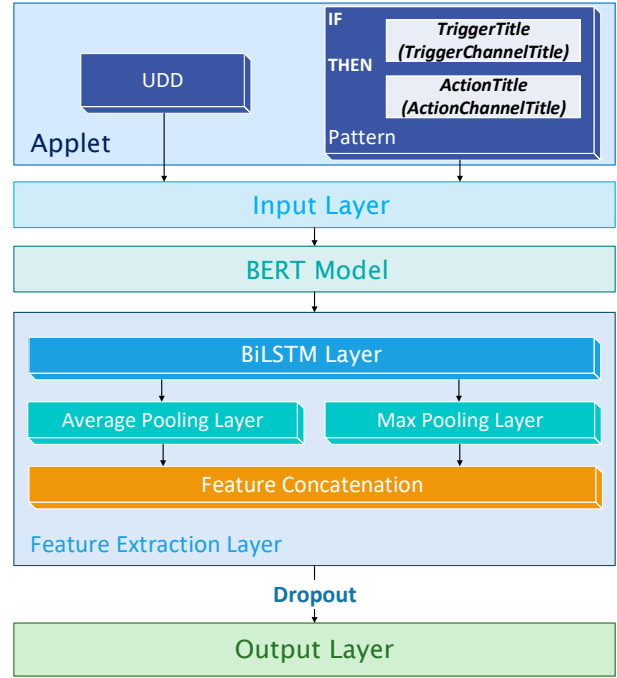 UDD
IF
TriggerTitle
(TriggerChannelTitle)
THEN
ActionTitle
(ActionChannelTitle)
Pattern
Applet
Input Layer
BERT Model
BiLSTM Layer
Average Pooling Layer
Max Pooling Layer
Feature Concatenation
Feature Extraction Layer
Dropout
Output Layer